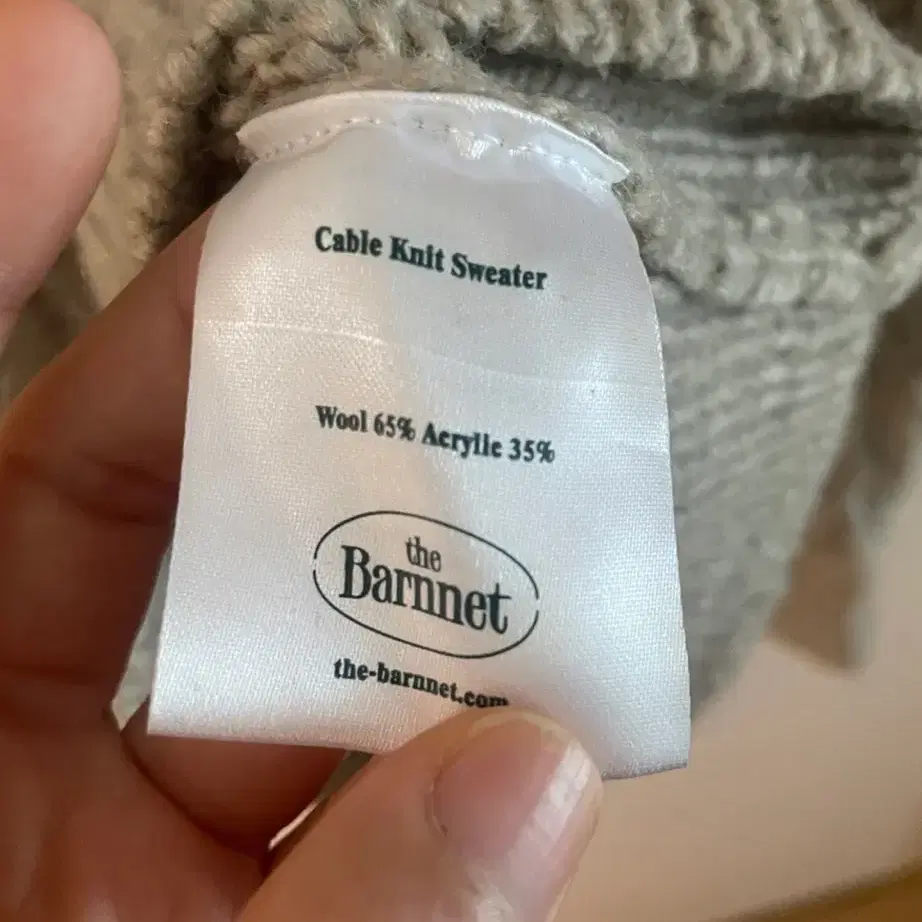 Cable Knit Sweater
Wool 65% Acrylic 35%
the
Barnnet
the-barnnet.com